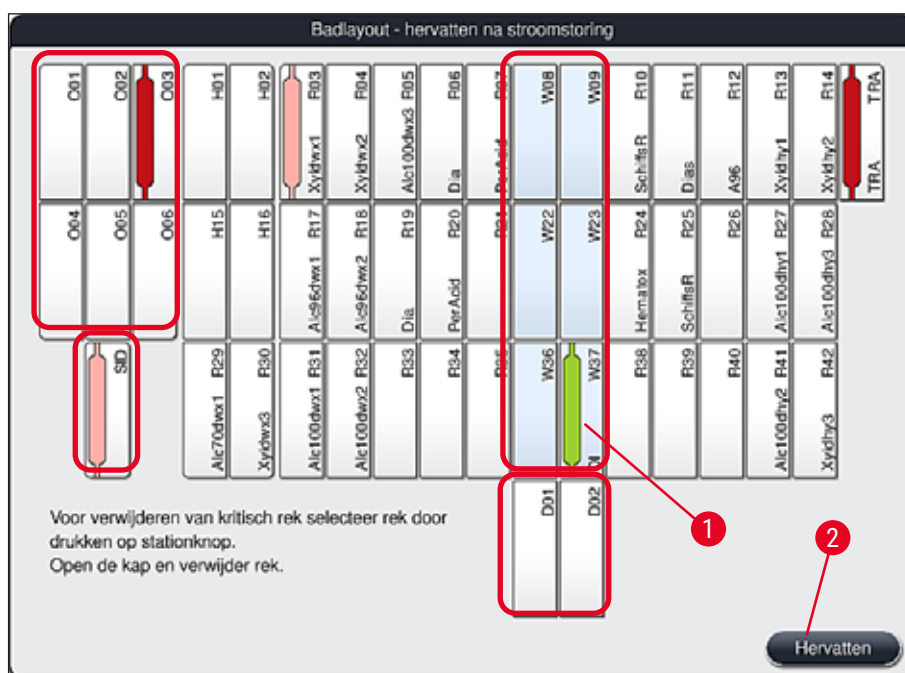 Badlayout - hervatten na stroomstoring
O01
O02
O03
H01
H02
Xyldwx1 R03
Xyldwx2 R04
Alc100dwx3 R05
Dia R06
PerAcid R07
W08
W09
SchiffsR R10
Dias R11
A96 R12
Xyldhy1 R13
Xyldhy2 R14
TRA TRA
O04
O05
O06
H15
H16
Alc96dwx1 R17
Alc96dwx2 R18
Dia R19
PerAcid R20
R21
W22
W23
Hematox R24
SchiffsR R25
R26
Alc100dhy1 R27
Alc100dhy3 R28
SID
Alc70dwx1 R29
Xyldwx3 R30
Alc100dwx1 R31
Alc100dwx2 R32
R33
R34
R35
W36
DI W37
R38
R39
R40
Alc100dhy2 R41
Xyldhy3 R42
D01
D02
Voor verwijderen van kritisch rek selecteer rek door
drukken op stationknop.
Open de kap en verwijder rek.
1
2
Hervatten